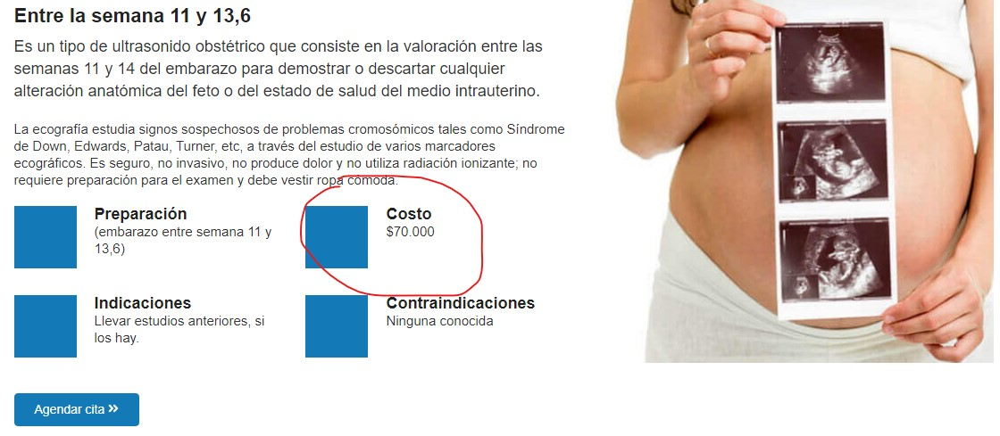 Entre la semana 11 y 13,6
Es un tipo de ultrasonido obstétrico que consiste en la valoración entre las
semanas 11 y 14 del embarazo para demostrar o descartar cualquier
alteración anatómica del feto o del estado de salud del medio intrauterino.
La ecografía estudia signos sospechosos de problemas cromosómicos tales como Síndrome
de Down, Edwards, Patau, Turner, etc, a través del estudio de varios marcadores
ecográficos. Es seguro, no invasivo, no produce dolor y no utiliza radiación ionizante; no
requiere preparación para el examen y debe vestir ropa cómoda.
Preparación
(embarazo entre semana 11 y
13,6)
Costo
$70.000
Indicaciones
Llevar estudios anteriores, si
los hay.
Contraindicaciones
Ninguna conocida
Agendar cita »